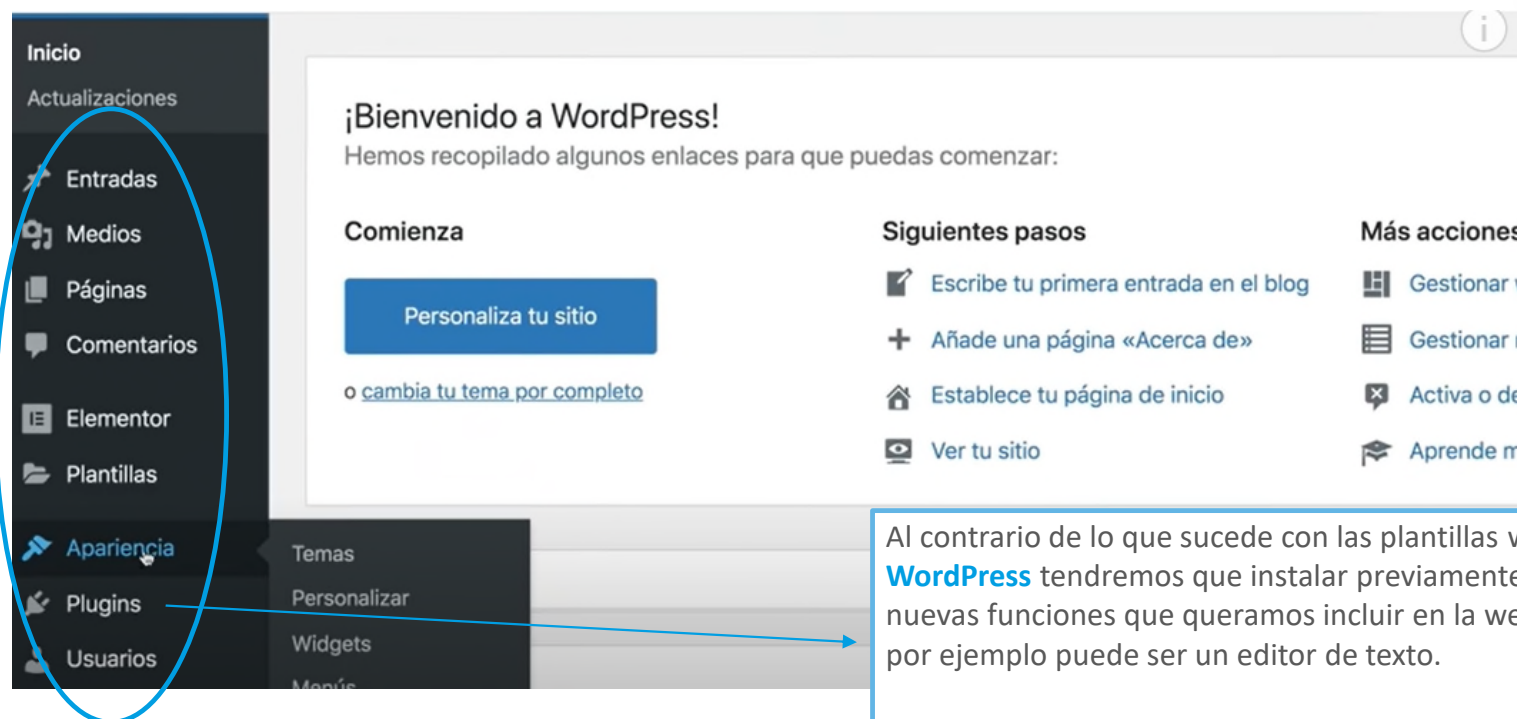 Inicio
Actualizaciones
Entradas
Medios
Páginas
Comentarios
Elementor
Plantillas
Apariencia
Plugins
Usuarios
Temas
Personalizar
Widgets
Menús
i
¡Bienvenido a WordPress!
Hemos recopilado algunos enlaces para que puedas comenzar:
Comienza
Personaliza tu sitio
o cambia tu tema por completo
Siguientes pasos
Escribe tu primera entrada en el blog
Añade una página «Acerca de»
Establece tu página de inicio
Ver tu sitio
Más acciones
Gestionar
Gestionar
Activa o
Aprende
Al contrario de lo que sucede con las plantillas
WordPress tendremos que instalar previamente
nuevas funciones que queramos incluir en la
por ejemplo puede ser un editor de texto.